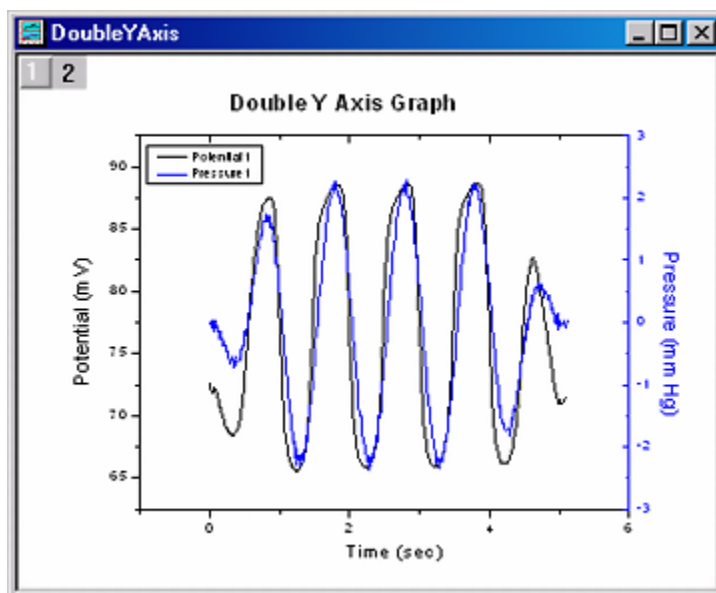 DoubleYAxis
1 2
Double Y Axis Graph
Potential 1
Pressure 1
90
85
80
75
70
65
Potential (mV)
3
2
1
0
-1
-2
-3
Pressure (mm Hg)
0 2 4 6
Time (sec)